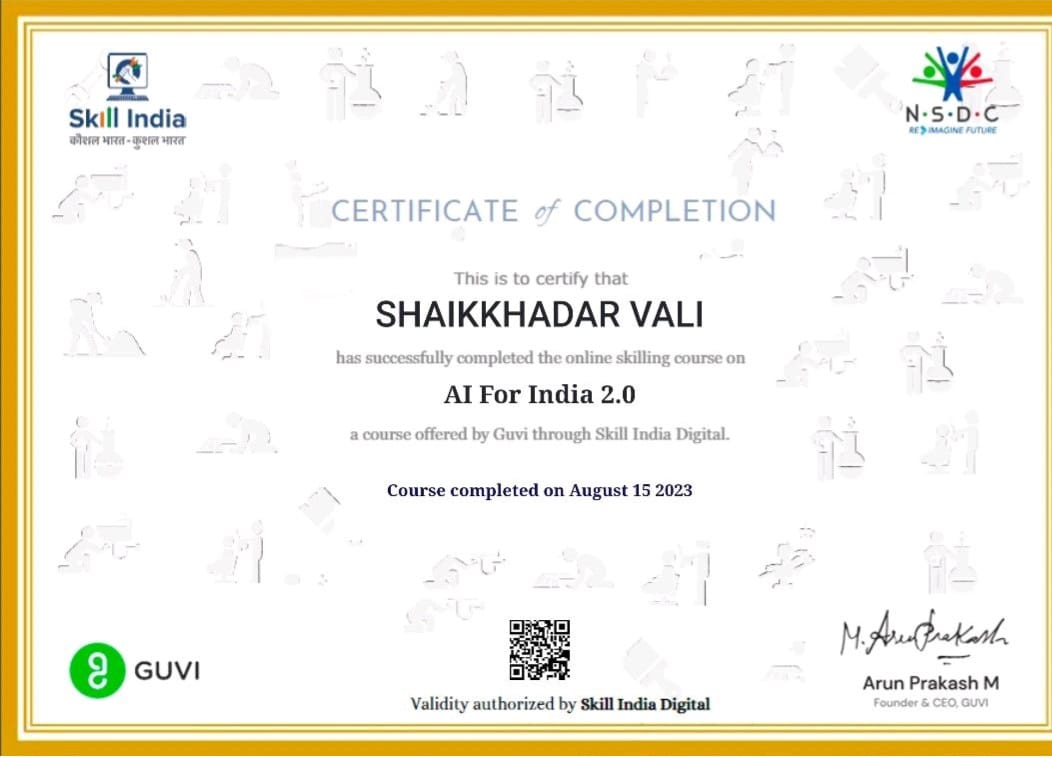 Skill India
कौशल भारत - कुशल भारत
N·S·D·C
RE IMAGINE FUTURE
CERTIFICATE of COMPLETION
This is to certify that
SHAIKKHADAR VALI
has successfully completed the online skilling course on
AI For India 2.0
a course offered by Guvi through Skill India Digital.
Course completed on August 15 2023
GUVI
Validity authorized by Skill India Digital
M. Arun Prakash
Arun Prakash M
Founder & CEO, GUVI